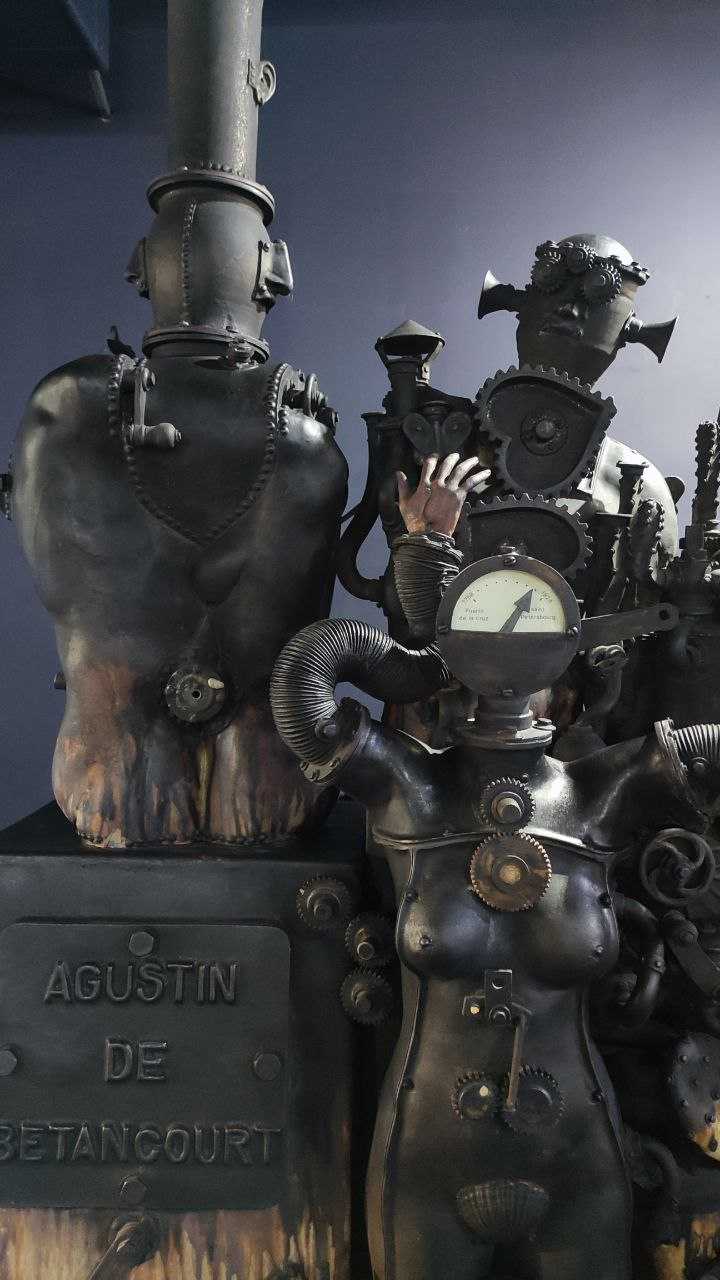 1758
1824
Puerto
de la cruz
saint
Petersbourg
AGUSTIN
DE
BETANCOURT